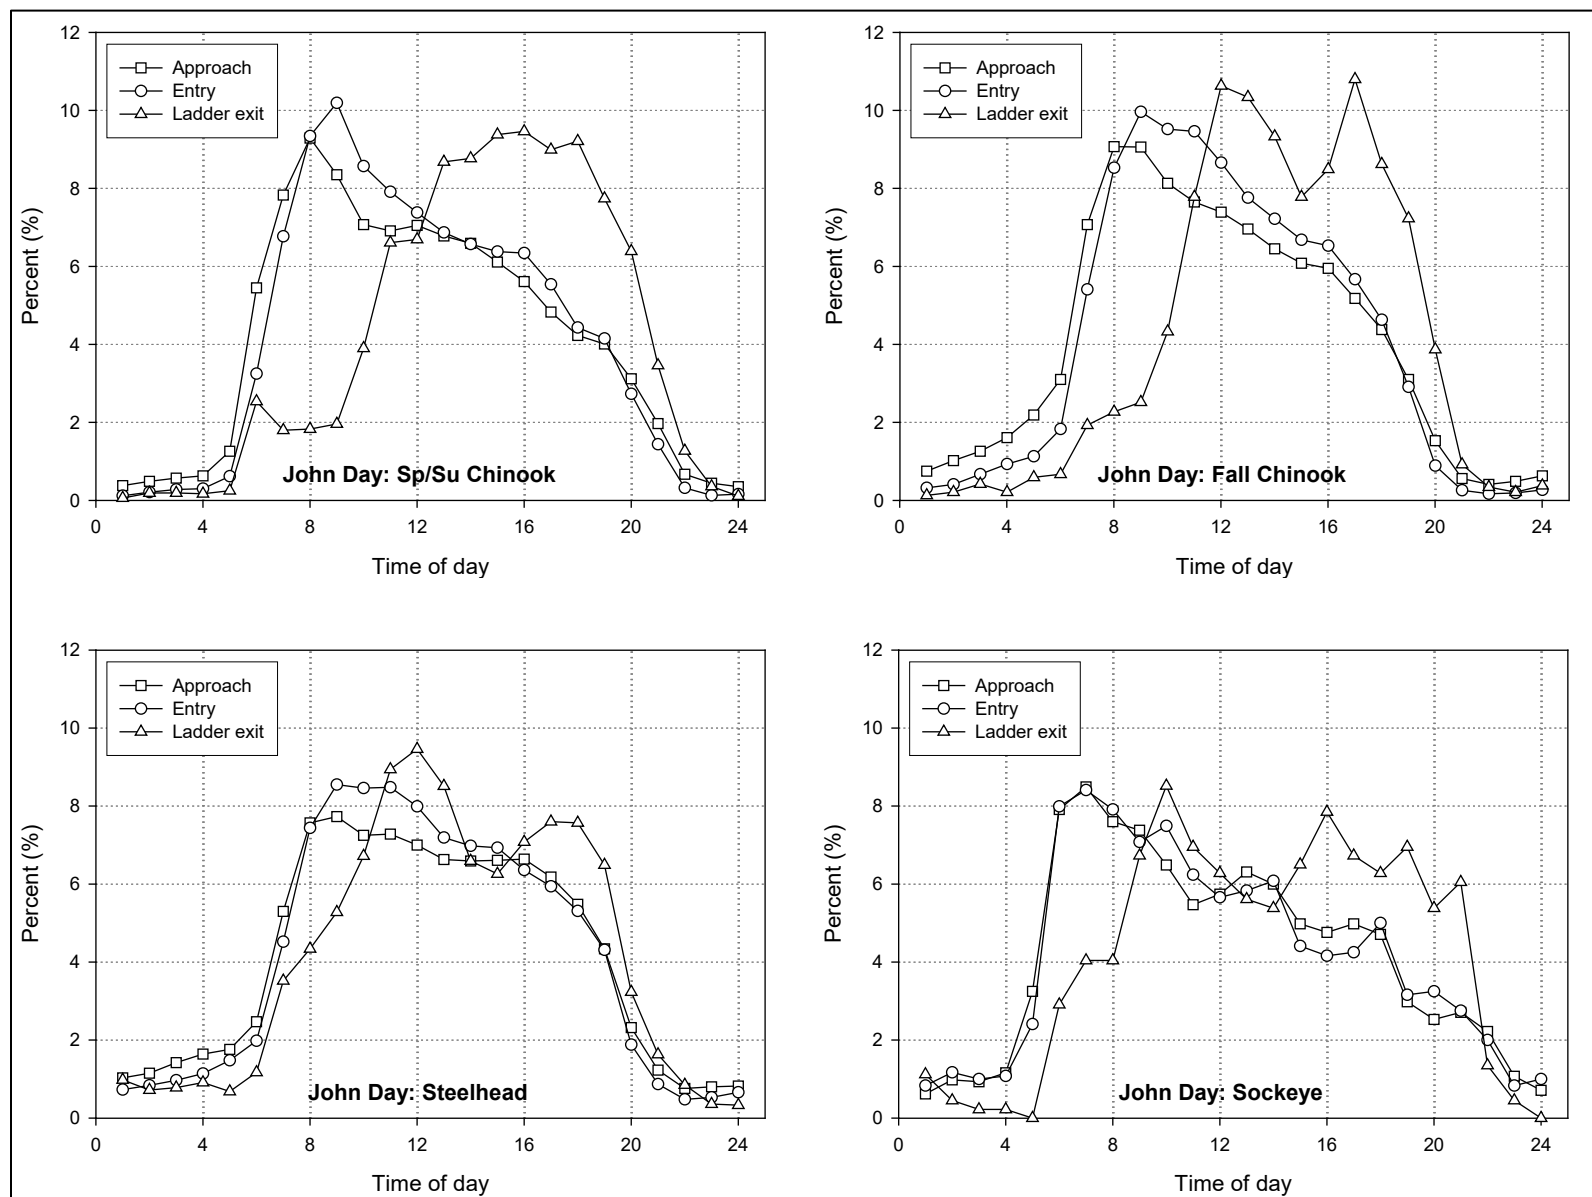 12
10
8
6
4
2
0
Percent (%)
Approach
Entry
Ladder exit
John Day: Sp/Su Chinook
0 4 8 12 16 20 24
Time of day
12
10
8
6
4
2
0
Percent (%)
Approach
Entry
Ladder exit
John Day: Fall Chinook
0 4 8 12 16 20 24
Time of day
12
10
8
6
4
2
0
Percent (%)
Approach
Entry
Ladder exit
John Day: Steelhead
0 4 8 12 16 20 24
Time of day
12
10
8
6
4
2
0
Percent (%)
Approach
Entry
Ladder exit
John Day: Sockeye
0 4 8 12 16 20 24
Time of day